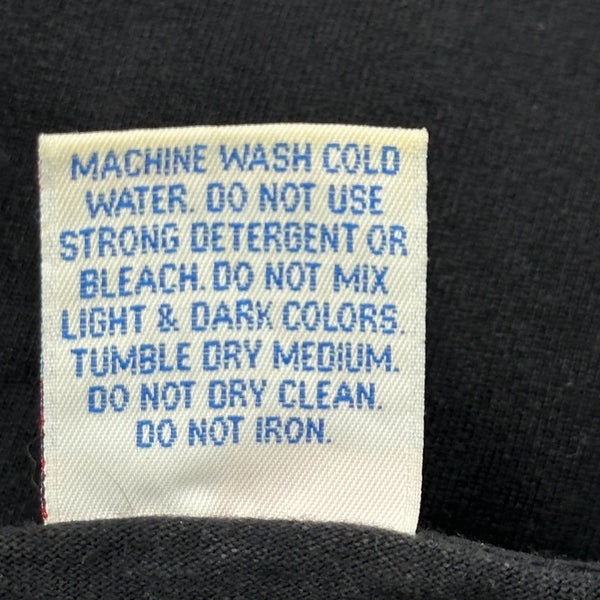 MACHINE WASH COLD
WATER. DO NOT USE
STRONG DETERGENT OR
BLEACH. DO NOT MIX
LIGHT & DARK COLORS.
TUMBLE DRY MEDIUM.
DO NOT DRY CLEAN.
DO NOT IRON.